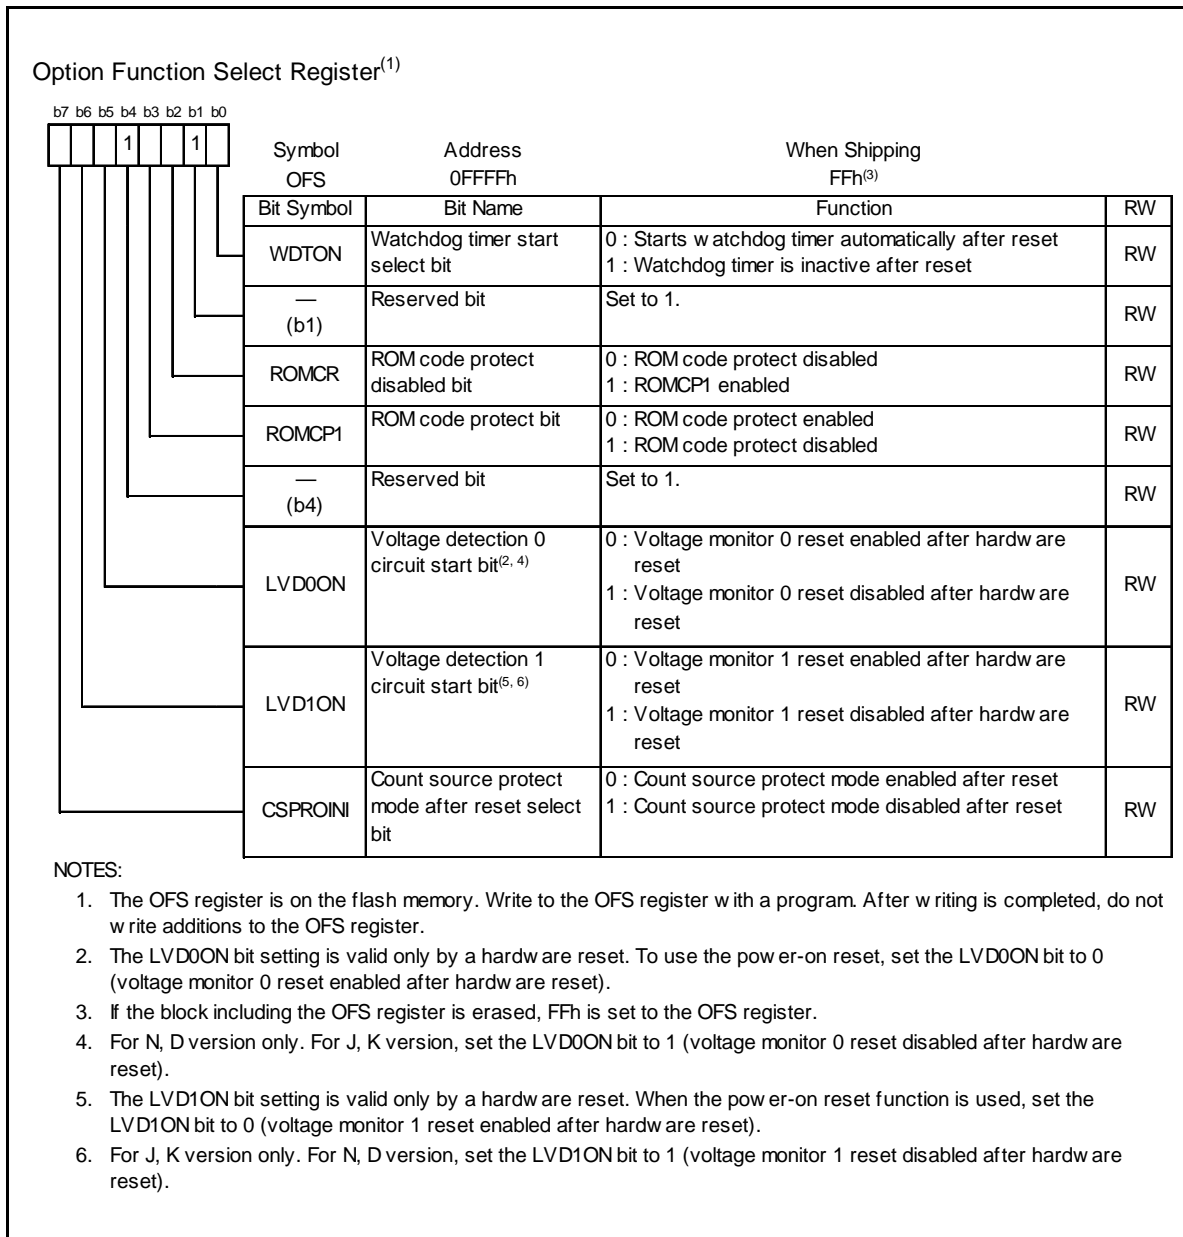 Option Function Select Register(1)
b7 b6 b5 b4 b3 b2 b1 b0
1 1
Symbol Address When Shipping
OFS 0FFFFh FFh(3)
Bit Symbol Bit Name Function RW
WDTON Watchdog timer start select bit 0 : Starts watchdog timer automatically after reset RW
1 : Watchdog timer is inactive after reset
— (b1) Reserved bit Set to 1. RW
ROMCR ROM code protect disabled bit 0 : ROM code protect disabled RW
1 : ROMCP1 enabled
ROMCP1 ROM code protect bit 0 : ROM code protect enabled RW
1 : ROM code protect disabled
— (b4) Reserved bit Set to 1. RW
LVD0ON Voltage detection 0 circuit start bit(2, 4) 0 : Voltage monitor 0 reset enabled after hardware reset RW
1 : Voltage monitor 0 reset disabled after hardware reset
LVD1ON Voltage detection 1 circuit start bit(5, 6) 0 : Voltage monitor 1 reset enabled after hardware reset RW
1 : Voltage monitor 1 reset disabled after hardware reset
CSPROINI Count source protect mode after reset select bit 0 : Count source protect mode enabled after reset RW
1 : Count source protect mode disabled after reset
NOTES:
1. The OFS register is on the flash memory. Write to the OFS register with a program. After writing is completed, do not
write additions to the OFS register.
2. The LVD0ON bit setting is valid only by a hardware reset. To use the power-on reset, set the LVD0ON bit to 0
(voltage monitor 0 reset enabled after hardware reset).
3. If the block including the OFS register is erased, FFh is set to the OFS register.
4. For N, D version only. For J, K version, set the LVD0ON bit to 1 (voltage monitor 0 reset disabled after hardware
reset).
5. The LVD1ON bit setting is valid only by a hardware reset. When the power-on reset function is used, set the
LVD1ON bit to 0 (voltage monitor 1 reset enabled after hardware reset).
6. For J, K version only. For N, D version, set the LVD1ON bit to 1 (voltage monitor 1 reset disabled after hardware
reset).